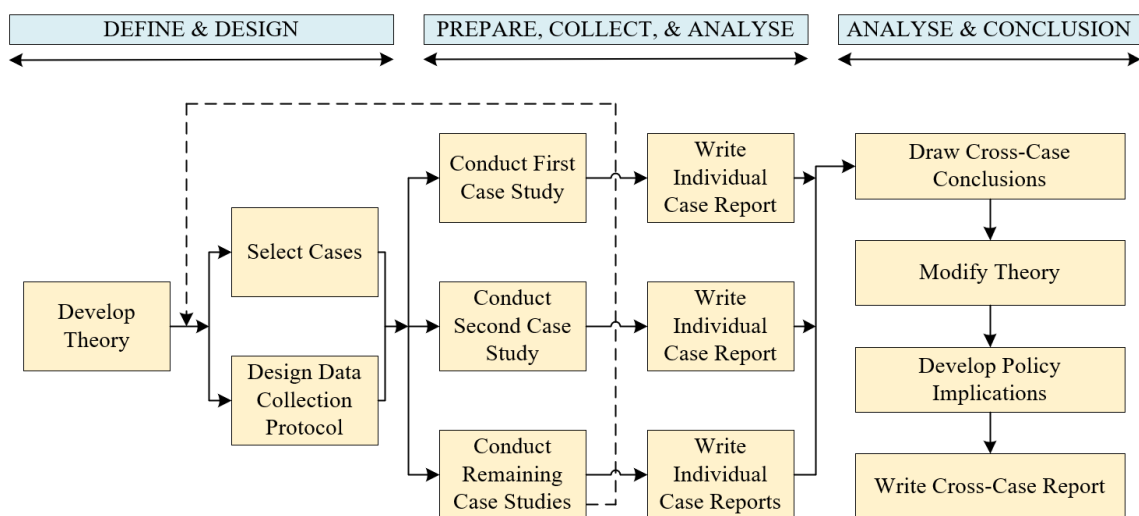 DEFINE & DESIGN
PREPARE, COLLECT, & ANALYSE
ANALYSE & CONCLUSION
Develop
Theory
Select Cases
Design Data
Collection
Protocol
Conduct First
Case Study
Conduct
Second Case
Study
Conduct
Remaining
Case Studies
Write
Individual
Case Report
Write
Individual
Case Report
Write
Individual
Case Reports
Draw Cross-Case
Conclusions
Modify Theory
Develop Policy
Implications
Write Cross-Case Report